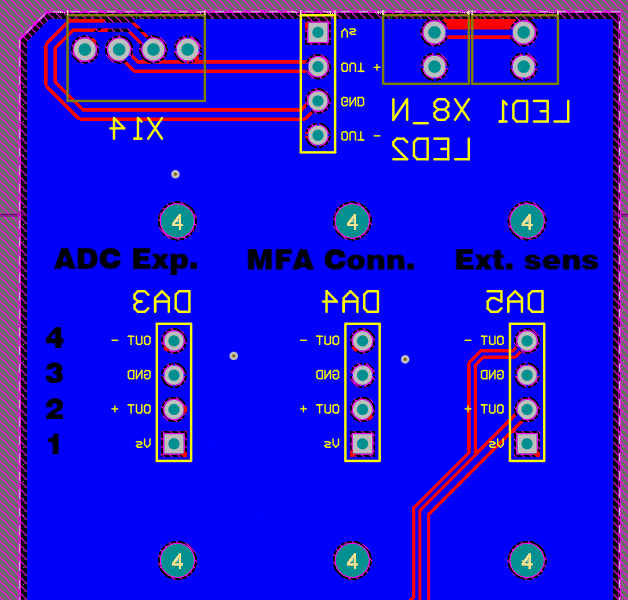 5V
OUT +
GND
OUT -
X14
X8_N
LED1
LED2
4 4 4
ADC Exp. MFA Conn. Ext. sens
DA3 DA4 DA5
4 - OUT - OUT - OUT
3 GND GND GND
2 + OUT + OUT + OUT
1 Vs Vs Vs
4 4 4